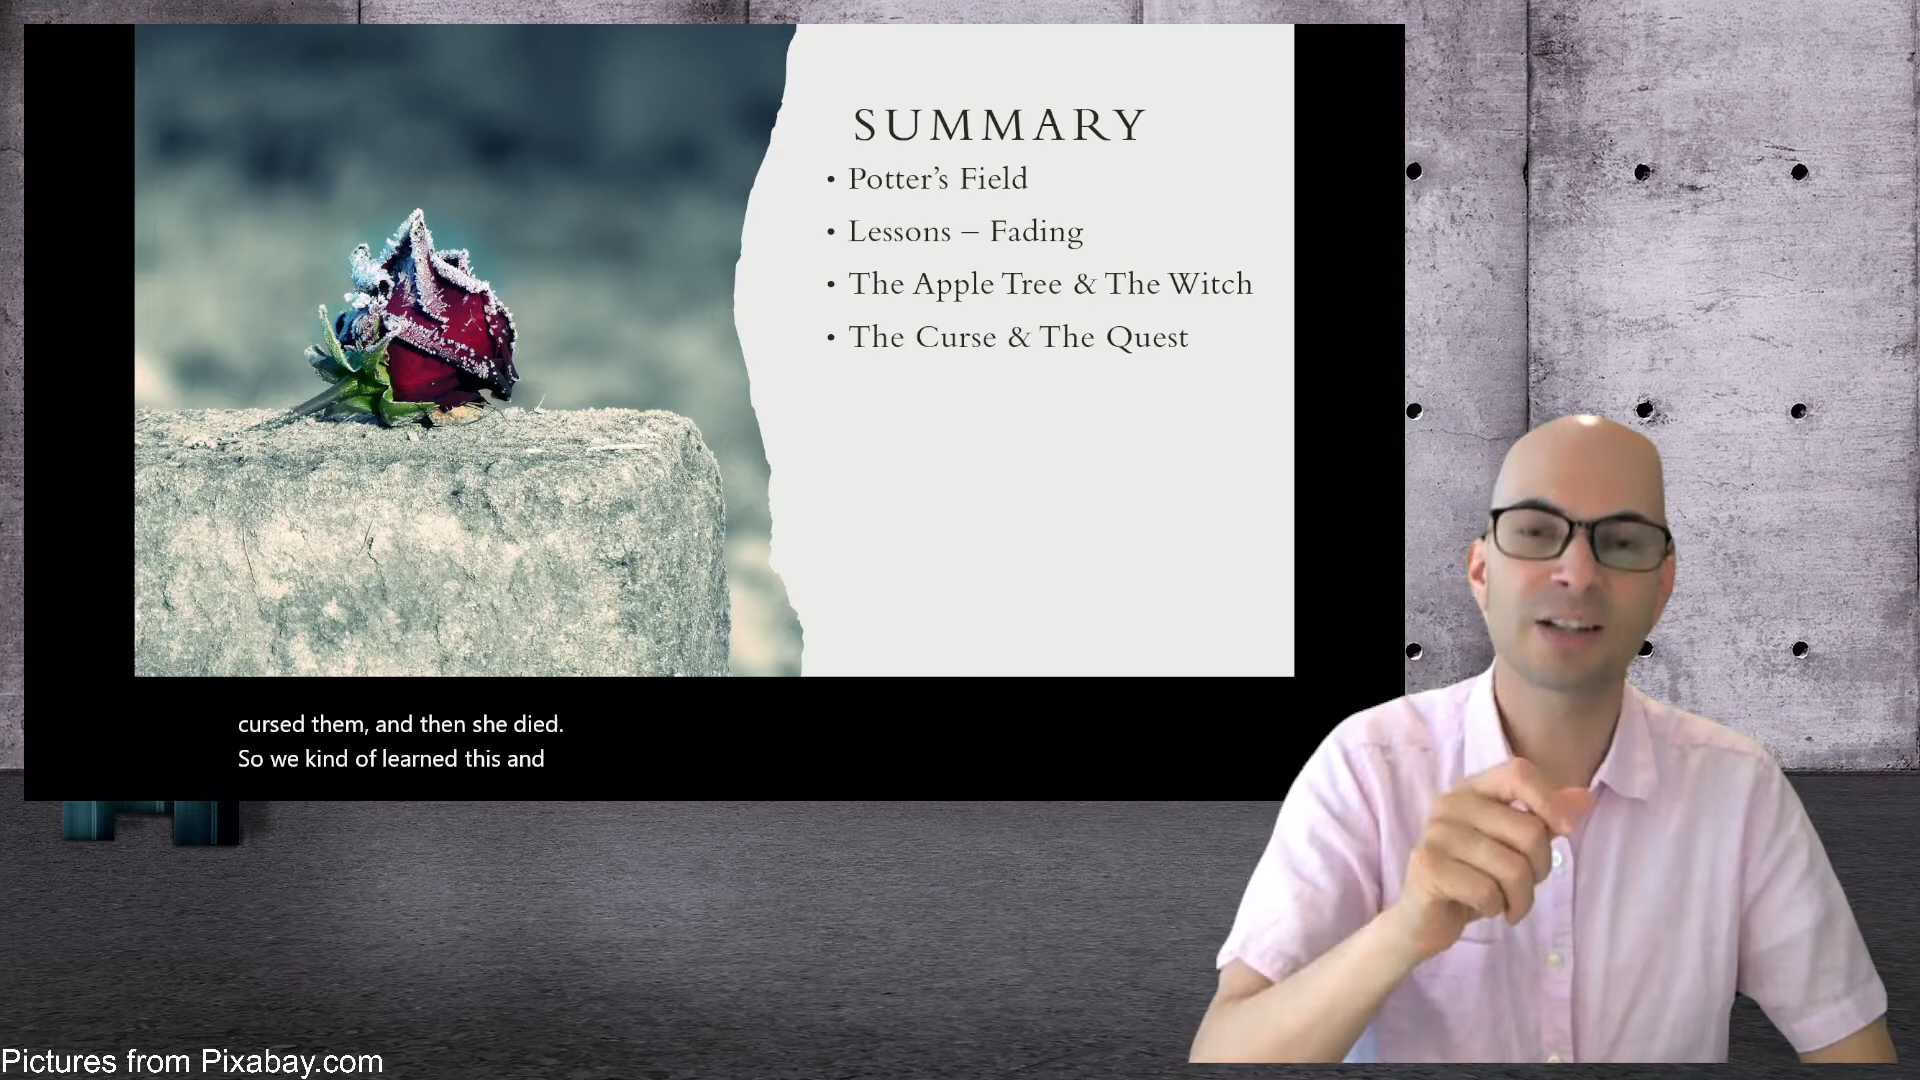 SUMMARY
• Potter’s Field
• Lessons – Fading
• The Apple Tree & The Witch
• The Curse & The Quest
cursed them, and then she died.
So we kind of learned this and
Pictures from Pixabay.com